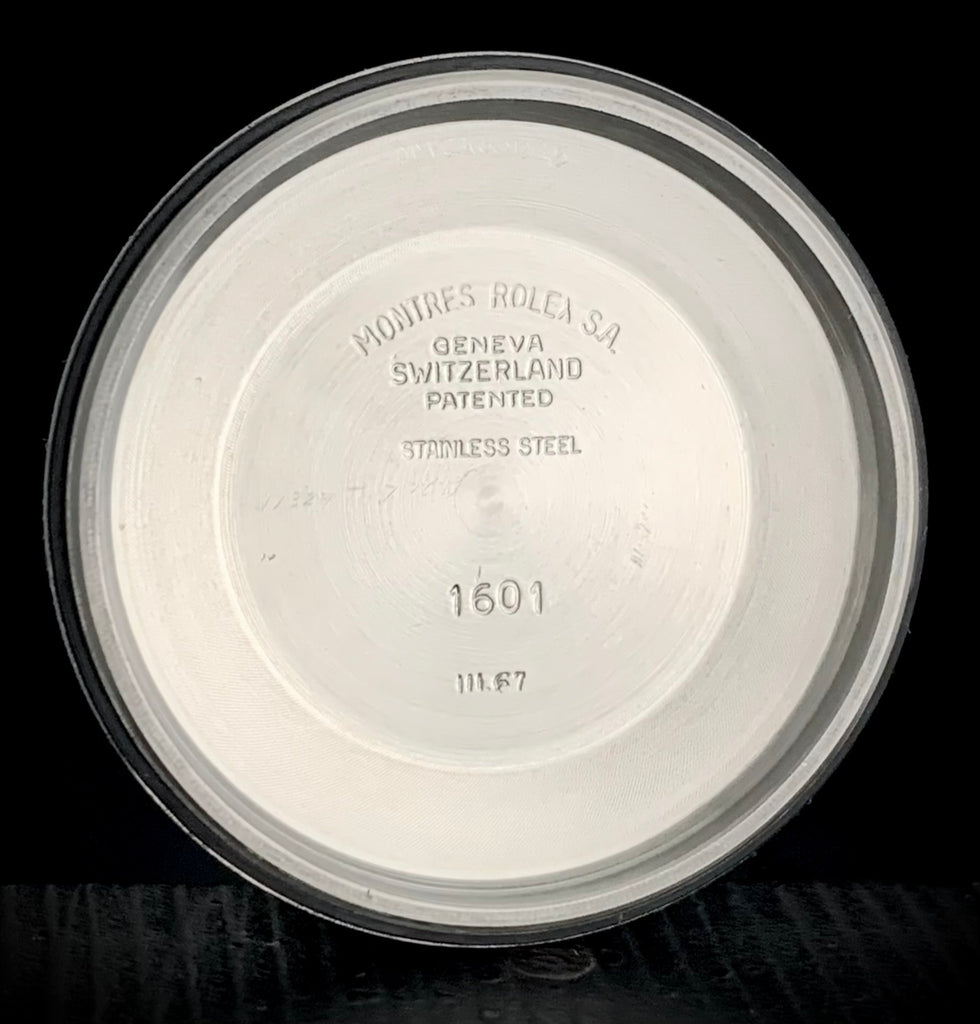 MONTRES ROLEX S.A.
GENEVA
SWITZERLAND
PATENTED
STAINLESS STEEL
1601
III.67